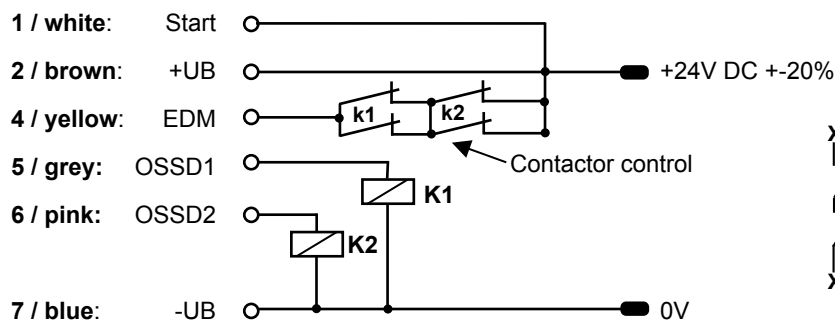 1 / white: Start
2 / brown: +UB +24V DC +-20%
4 / yellow: EDM k1 k2
Contactor control
5 / grey: OSSD1
K1
6 / pink: OSSD2
K2
7 / blue: -UB 0V